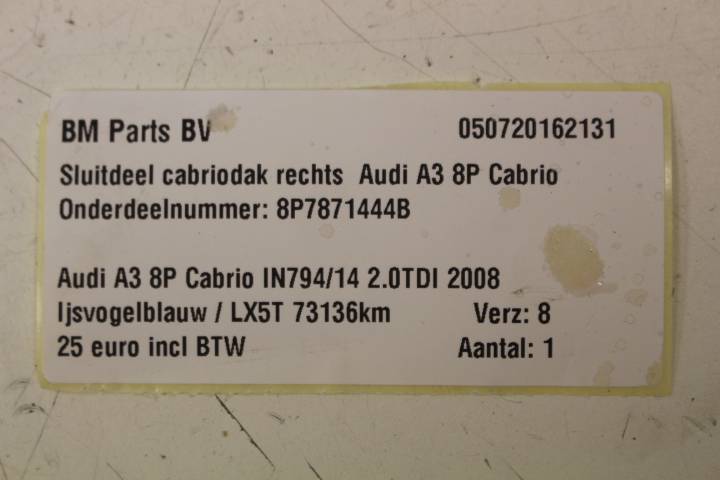 BM Parts BV 050720162131
Sluitdeel cabriodak rechts Audi A3 8P Cabrio
Onderdeelnummer: 8P7871444B
Audi A3 8P Cabrio IN794/14 2.0TDI 2008
Ijsvogelblauw / LX5T 73136km Verz: 8
25 euro incl BTW Aantal: 1